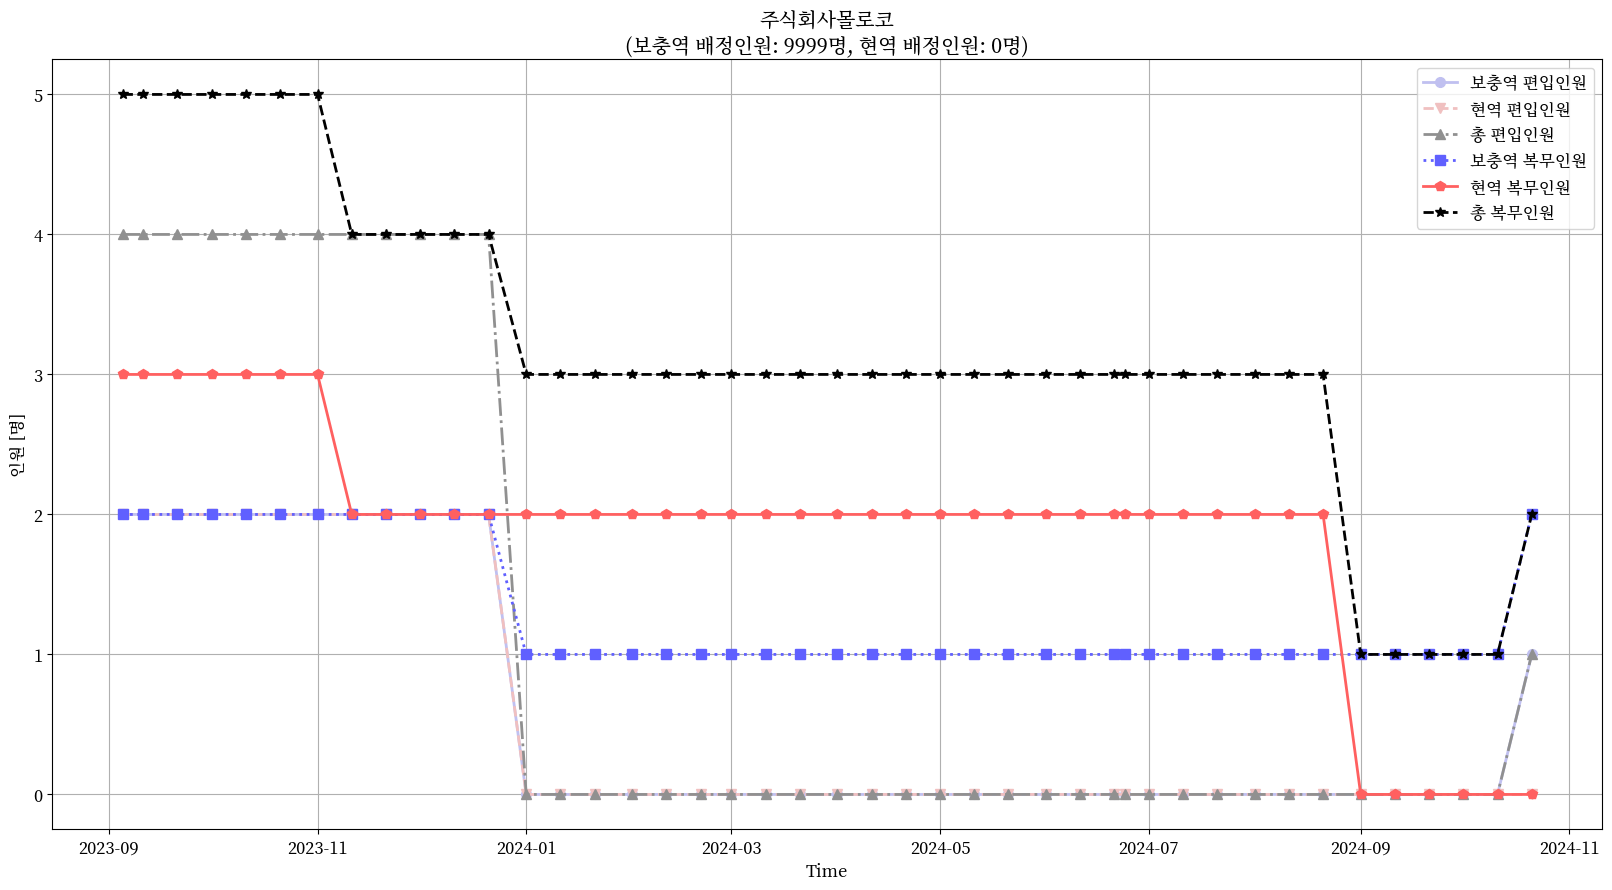 주식회사몰로코
(보충역 배정인원: 9999명, 현역 배정인원: 0명)
보충역 편입인원
현역 편입인원
총 편입인원
보충역 복무인원
현역 복무인원
총 복무인원
인원 [명]
5
4
3
2
1
0
2023-09
2023-11
2024-01
2024-03
2024-05
2024-07
2024-09
2024-11
Time